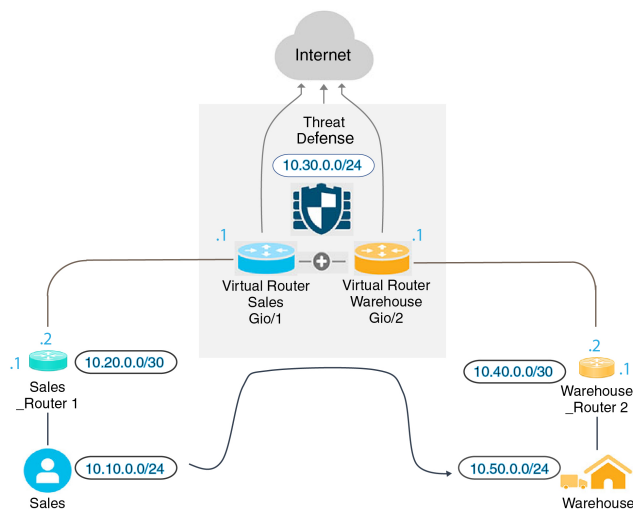 Internet
Threat
Defense
10.30.0.0/24
.1
.1
Virtual Router
Sales
Gio/1
Virtual Router
Warehouse
Gio/2
.2
.1
10.20.0.0/30
Sales
_Router 1
.2
10.40.0.0/30
.1
Warehouse
_Router 2
10.10.0.0/24
Sales
10.50.0.0/24
Warehouse